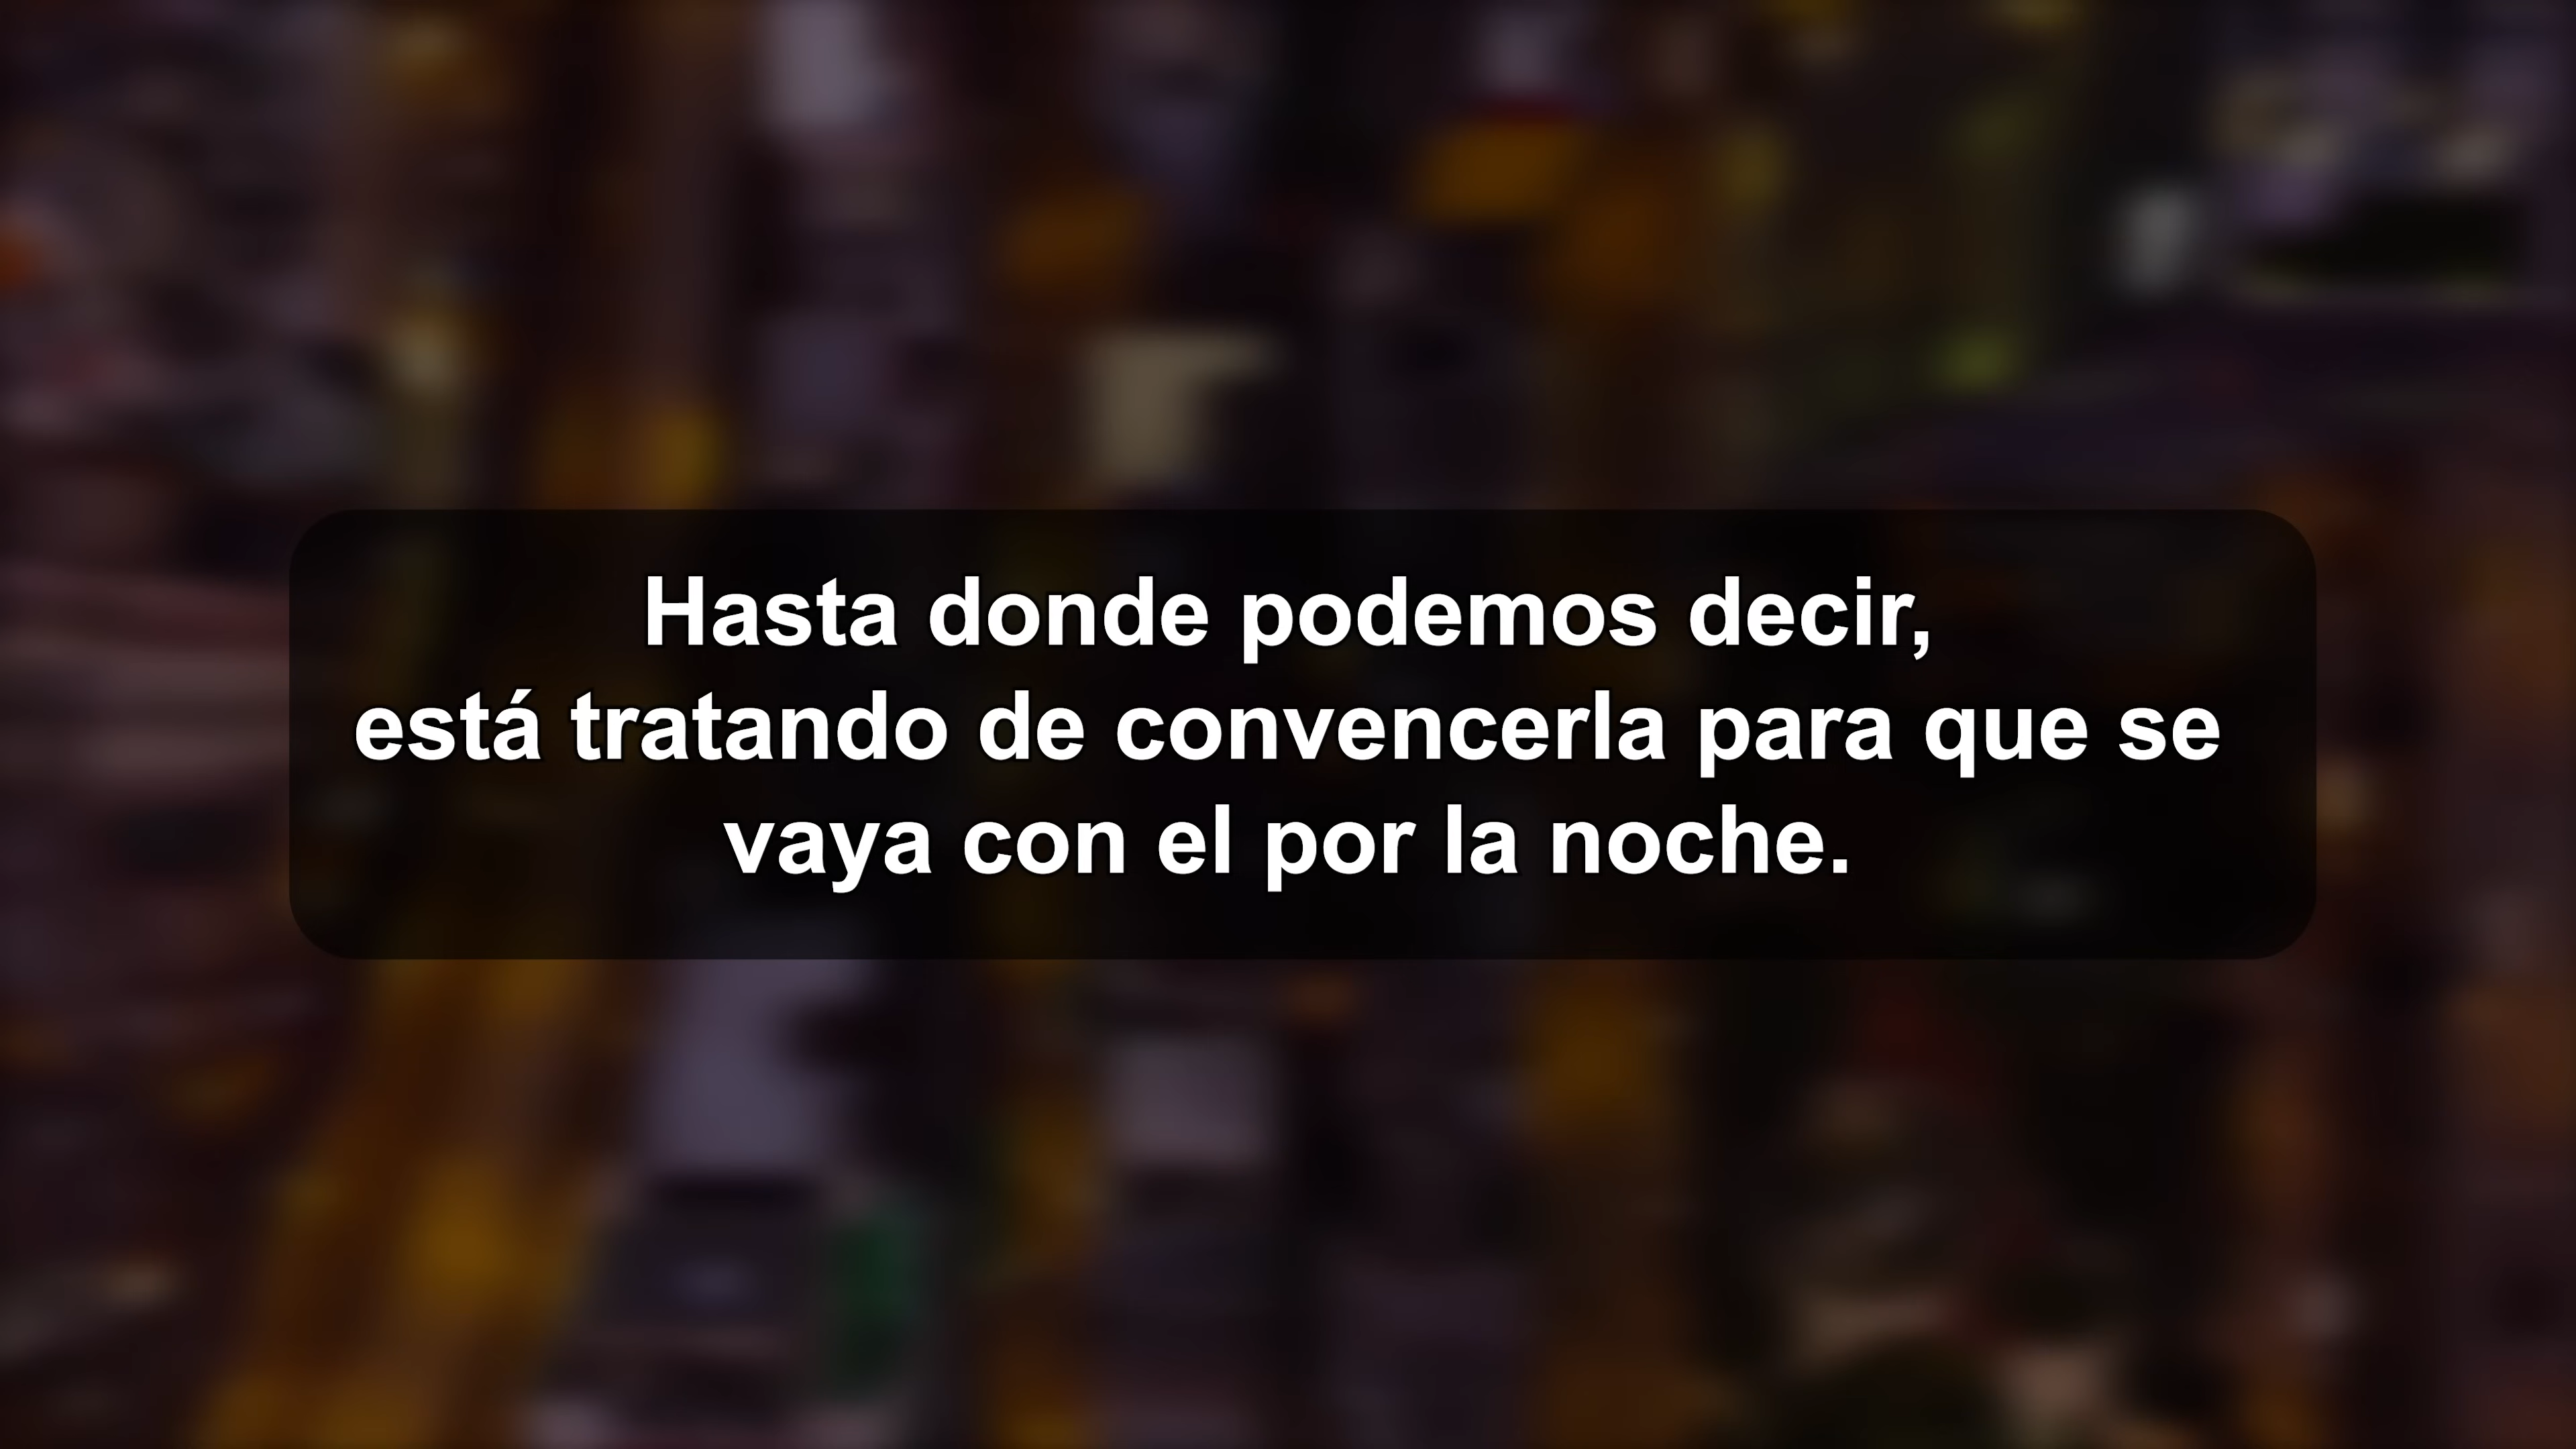 Hasta donde podemos decir,
está tratando de convencerla para que se
vaya con el por la noche.